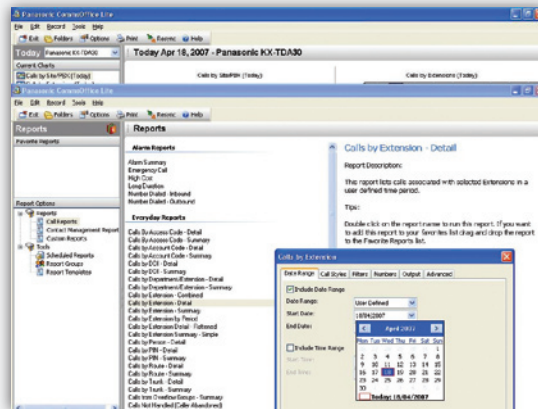 Panasonic CommsOffice Lite
File Edit Record Tools Help
Exit Folders Options Print Recent Help
Today Panasonic KX-TDA30
Today Apr 18, 2007 - Panasonic KX-TDA30
Current Charts
Calls by Site/PBX (Today)
Calls by Site/PBX (Today)
Calls by Extensions (Today)
Panasonic CommsOffice Lite
File Edit Record Tools Help
Exit Folders Options Print Recent Help
Reports
Reports
Favorite Reports
Alarm Reports
Alarm Summary
Emergency Call
High Cost
Long Duration
Number Dialed - Inbound
Number Dialed - Outbound
Everyday Reports
Calls by Access Code - Detail
Calls by Access Code - Summary
Calls by Account Code - Detail
Calls by Account Code - Summary
Calls by DDI - Detail
Calls by DDI - Summary
Calls by Department/Extension - Detail
Calls by Department/Extension - Summary
Calls by Extension - Combined
Calls by Extension - Detail
Calls by Extension - Summary
Calls by Extension by Period
Calls by Extension Detail - Flattened
Calls by Extension Summary - Simple
Calls by Person - Detail
Calls by PIN - Detail
Calls by PIN - Summary
Calls by Route - Detail
Calls by Route - Summary
Calls by Trunk - Detail
Calls by Trunk - Summary
Calls from Overflow Groups - Summary
Calls Not Handled (Caller Abandoned)
Report Options
Reports
Call Reports
Contact Management Report
Custom Reports
Tools
Scheduled Reports
Report Groups
Report Templates
Calls by Extension - Detail
Report Description:
This report lists calls associated with selected Extensions in a
user defined time period.
Tips:
Double click on the report name to run this report. If you want
to add this report to your favorites list drag and drop the report
to the Favorite Reports list.
Calls by Extension
Date Range Call Styles Filters Numbers Output Advanced
Include Date Range
Date Range: User Defined
Start Date: 18/04/2007
End Date:
Include Time Range
Start Time:
End Time:
April 2007
Mon Tue Wed Thu Fri Sat Sun
1
2 3 4 5 6 7 8
9 10 11 12 13 14 15
16 17 18 19 20 21 22
23 24 25 26 27 28 29
30
Today: 18/04/2007